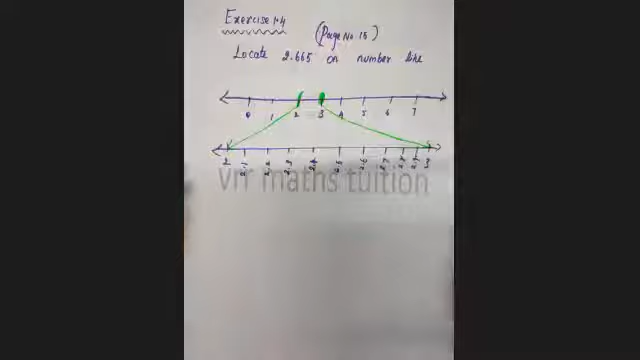 Exercise 1.4
(Page No 15)
Locate 2.665 on number line
0 1 2 3 4 5 6 7
2 2.1 2.2 2.3 2.4 2.5 2.6 2.7 2.8 2.9 3
vrr maths tuition